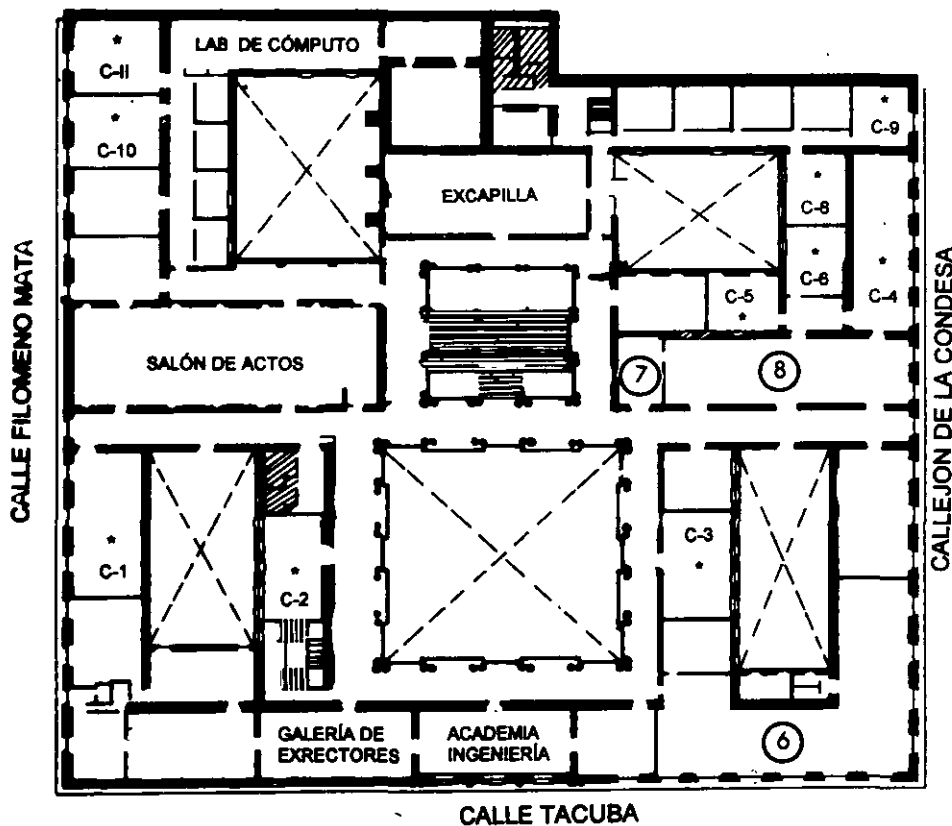 LAB DE CÓMPUTO
C-II
C-10
C-9
EXCAPILLA
C-8
C-6
C-5
C-4
CALLE FILOMENO MATA
CALLEJON DE LA CONDESA
SALÓN DE ACTOS
7
8
C-1
C-2
C-3
GALERÍA DE
EXRECTORES
ACADEMIA
INGENIERÍA
6
CALLE TACUBA